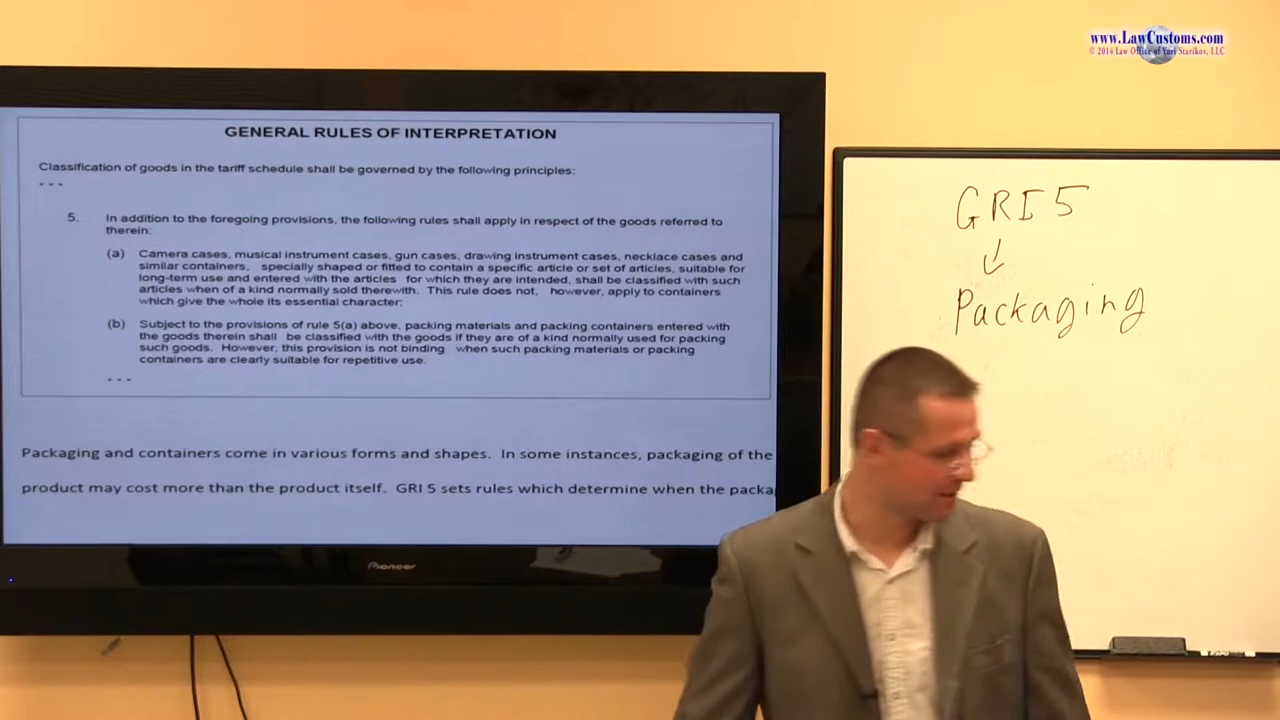 www.LawCustoms.com
© 2014 Law Office of Yuri Starikov, LLC
GENERAL RULES OF INTERPRETATION
Classification of goods in the tariff schedule shall be governed by the following principles:
* * *
5. In addition to the foregoing provisions, the following rules shall apply in respect of the goods referred to
therein:
(a) Camera cases, musical instrument cases, gun cases, drawing instrument cases, necklace cases and
similar containers, specially shaped or fitted to contain a specific article or set of articles, suitable for
long-term use and entered with the articles for which they are intended, shall be classified with such
articles when of a kind normally sold therewith. This rule does not, however, apply to containers
which give the whole its essential character;
(b) Subject to the provisions of rule 5(a) above, packing materials and packing containers entered with
the goods therein shall be classified with the goods if they are of a kind normally used for packing
such goods. However, this provision is not binding when such packing materials or packing
containers are clearly suitable for repetitive use.
* * *
Packaging and containers come in various forms and shapes. In some instances, packaging of the
product may cost more than the product itself. GRI 5 sets rules which determine when the packa
Pioneer
GRI 5
Packaging